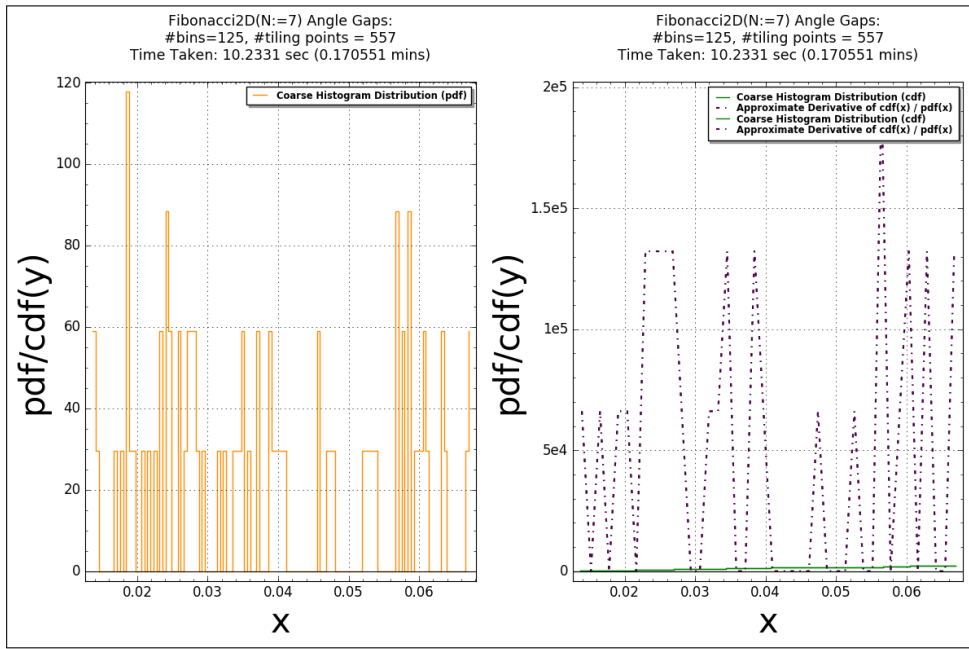 Fibonacci2D(N:=7) Angle Gaps:
#bins=125, #tiling points = 557
Time Taken: 10.2331 sec (0.170551 mins)
Coarse Histogram Distribution (pdf)
120
100
80
60
40
20
0
0.02
0.03
0.04
0.05
0.06
pdf/cdf(y)
x
Fibonacci2D(N:=7) Angle Gaps:
#bins=125, #tiling points = 557
Time Taken: 10.2331 sec (0.170551 mins)
Coarse Histogram Distribution (cdf)
Approximate Derivative of cdf(x) / pdf(x)
Coarse Histogram Distribution (cdf)
Approximate Derivative of cdf(x) / pdf(x)
2e5
1.5e5
1e5
5e4
0
0.02
0.03
0.04
0.05
0.06
pdf/cdf(y)
x